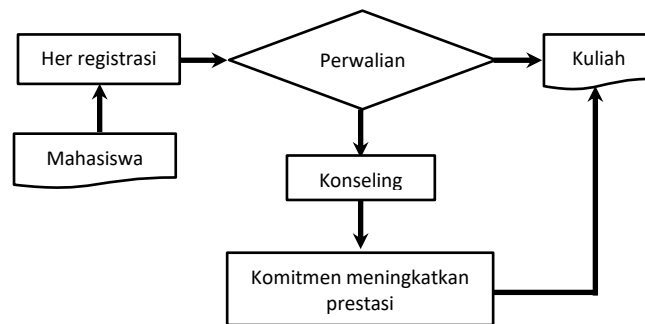 Her registrasi
Perwalian
Kuliah
Mahasiswa
Konseling
Komitmen meningkatkan
prestasi